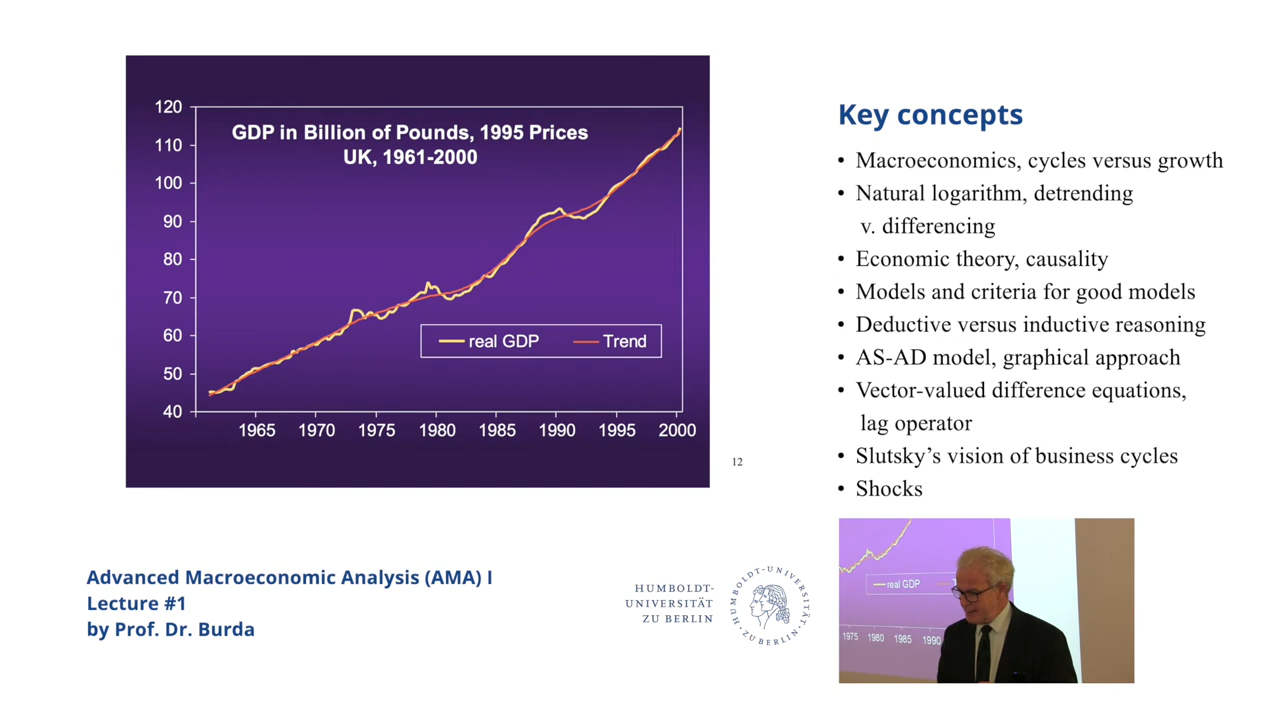 120
110
100
90
80
70
60
50
40
GDP in Billion of Pounds, 1995 Prices
UK, 1961-2000
real GDP
Trend
1965 1970 1975 1980 1985 1990 1995 2000
12
Key concepts
• Macroeconomics, cycles versus growth
• Natural logarithm, detrending
v. differencing
• Economic theory, causality
• Models and criteria for good models
• Deductive versus inductive reasoning
• AS-AD model, graphical approach
• Vector-valued difference equations,
lag operator
• Slutsky’s vision of business cycles
• Shocks
Advanced Macroeconomic Analysis (AMA) I
Lecture #1
by Prof. Dr. Burda
HUMBOLDT-
UNIVERSITÄT
ZU BERLIN
HUMBOLDT-UNIVERSITÄT
ZU BERLIN
real GDP
1975 1980 1985 1990